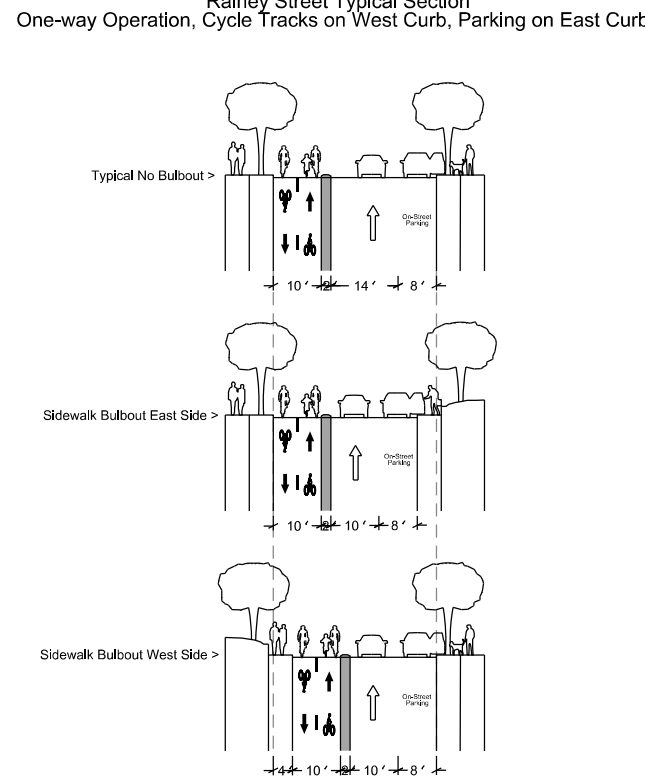 Rainey Street Typical Section
One-way Operation, Cycle Tracks on West Curb, Parking on East Curb
Typical No Bulbout >
On-Street
Parking
10' 2' 14' 8'
Sidewalk Bulbout East Side >
On-Street
Parking
10' 2' 10' 8'
Sidewalk Bulbout West Side >
On-Street
Parking
4' 10' 2' 10' 8'